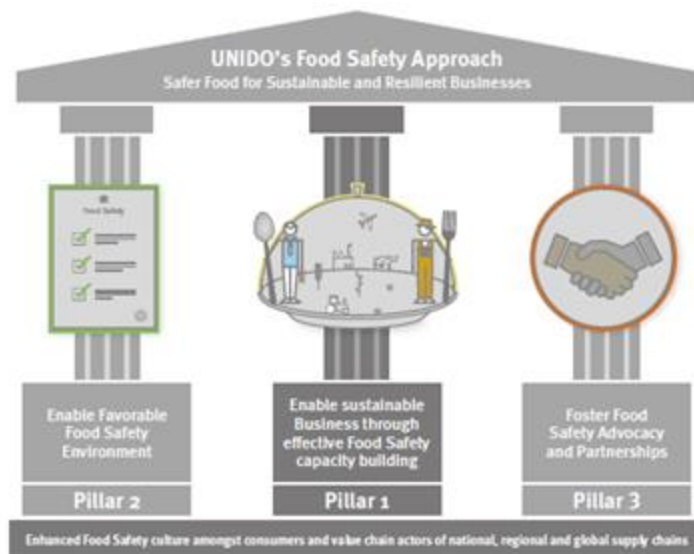 UNIDO's Food Safety Approach
Safer Food for Sustainable and Resilient Businesses
Food Safety
Enable Favorable
Food Safety
Environment
Pillar 2
Enable sustainable
Business through
effective Food Safety
capacity building
Pillar 1
Foster Food
Safety Advocacy
and Partnerships
Pillar 3
Enhanced Food Safety culture amongst consumers and value chain actors of national, regional and global supply chains